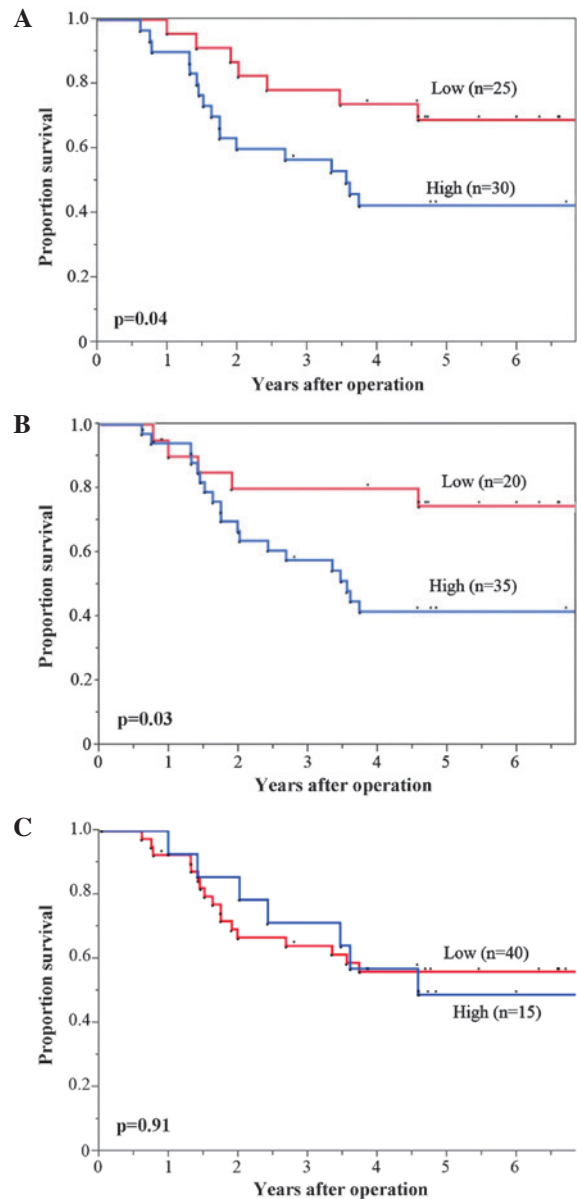 A
Proportion survival
1.0
0.8
0.6
0.4
0.2
0
Low (n=25)
High (n=30)
p=0.04
0 1 2 3 4 5 6
Years after operation
B
Proportion survival
1.0
0.8
0.6
0.4
0.2
0
Low (n=20)
High (n=35)
p=0.03
0 1 2 3 4 5 6
Years after operation
C
Proportion survival
1.0
0.8
0.6
0.4
0.2
0
Low (n=40)
High (n=15)
p=0.91
0 1 2 3 4 5 6
Years after operation